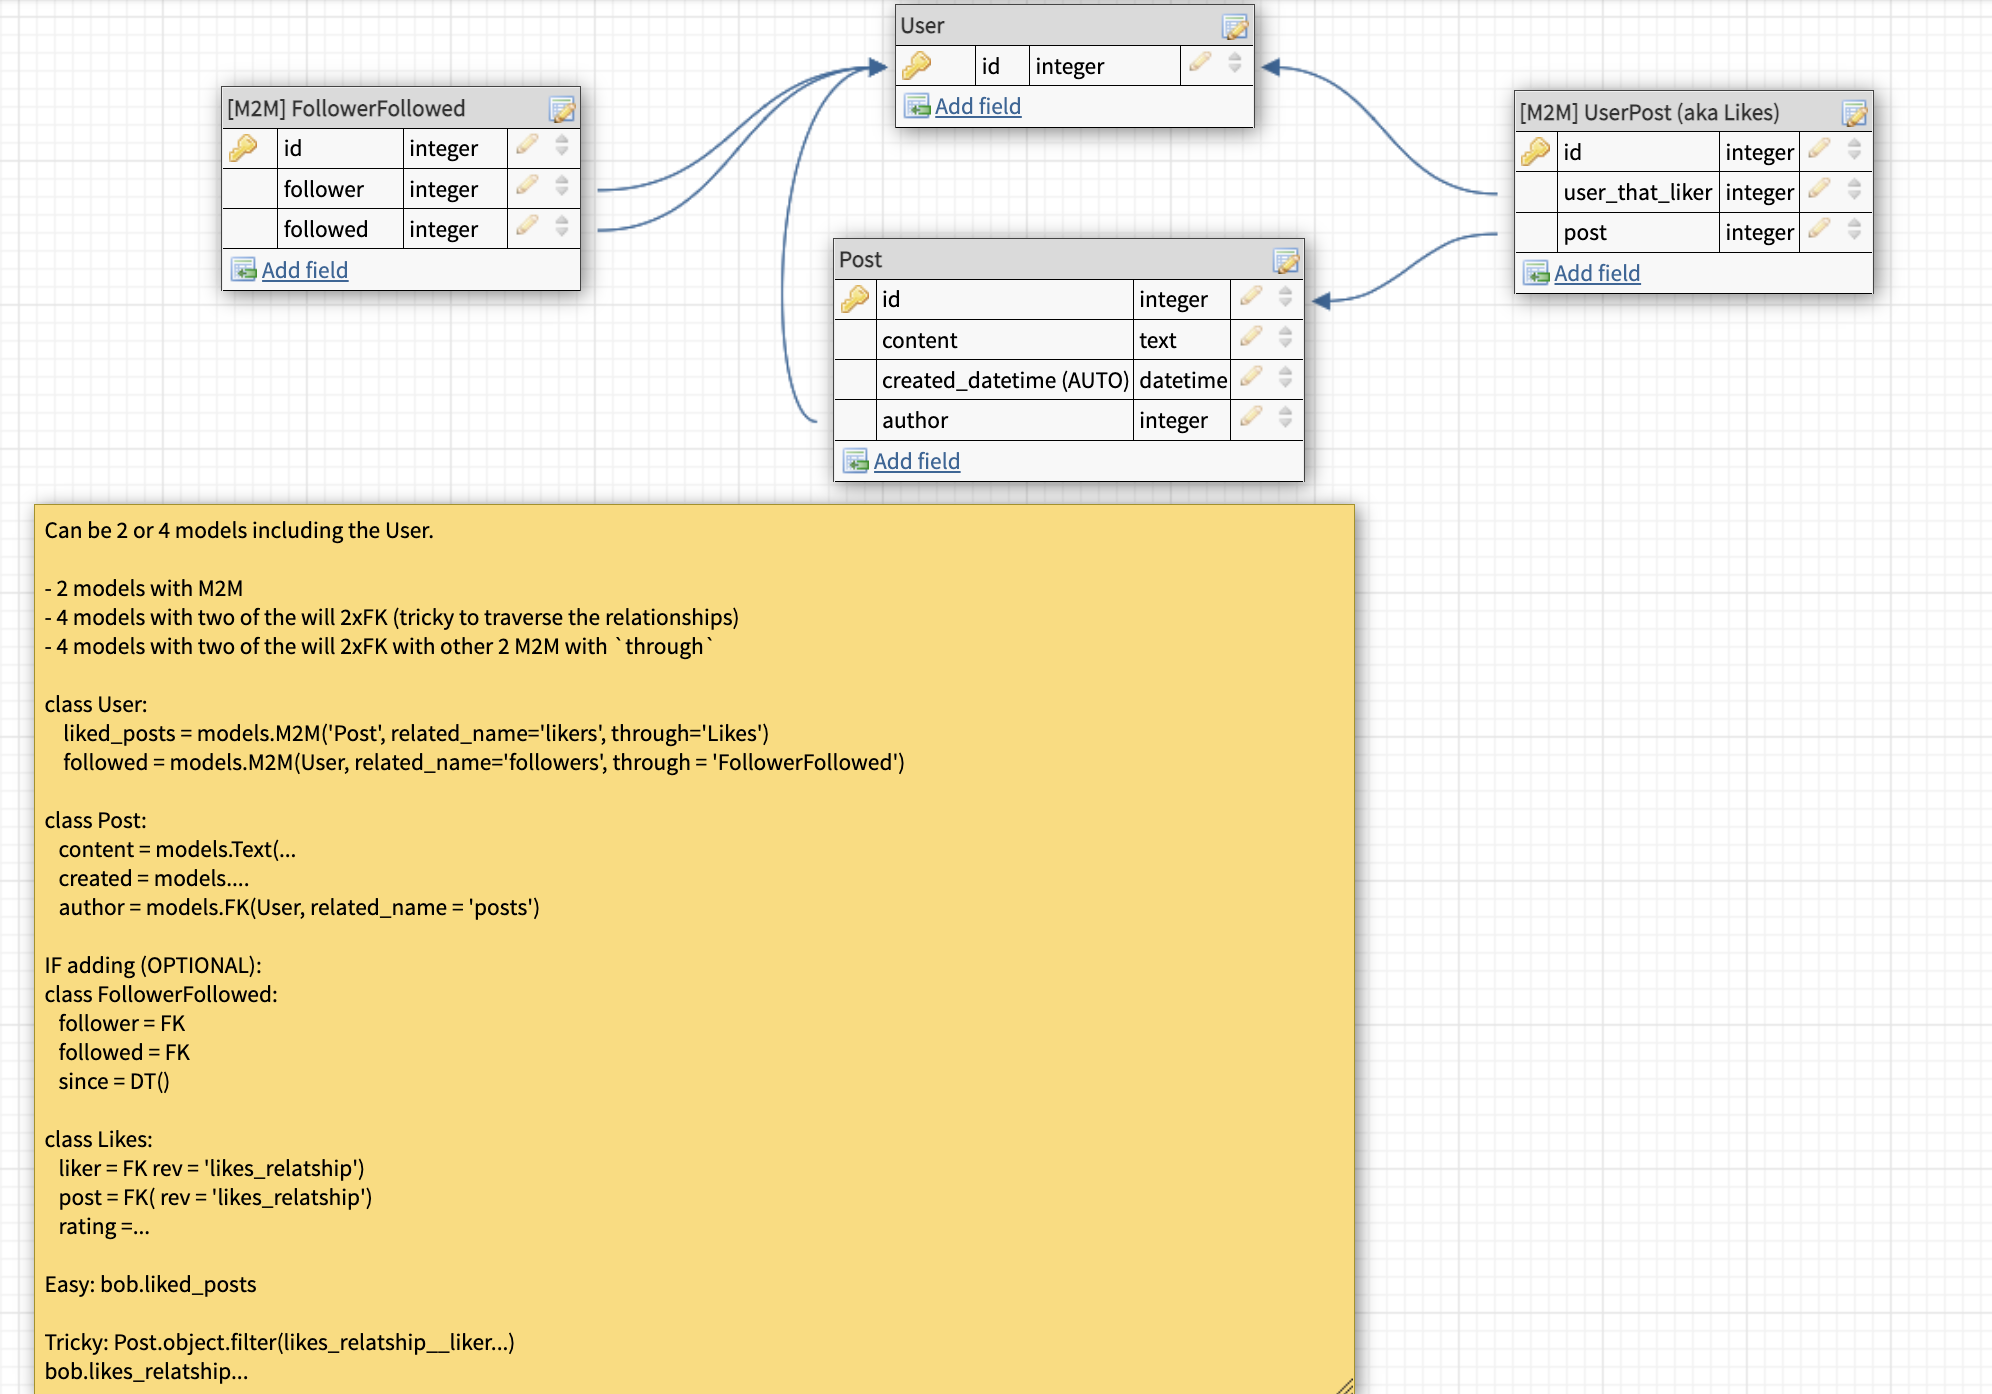 User
id integer
Add field
[M2M] FollowerFollowed
id integer
follower integer
followed integer
Add field
[M2M] UserPost (aka Likes)
id integer
user_that_liker integer
post integer
Add field
Post
id integer
content text
created_datetime (AUTO) datetime
author integer
Add field
Can be 2 or 4 models including the User.
- 2 models with M2M
- 4 models with two of the will 2xFK (tricky to traverse the relationships)
- 4 models with two of the will 2xFK with other 2 M2M with `through`
class User:
liked_posts = models.M2M('Post', related_name='likers', through='Likes')
followed = models.M2M(User, related_name='followers', through = 'FollowerFollowed')
class Post:
content = models.Text(...
created = models....
author = models.FK(User, related_name = 'posts')
IF adding (OPTIONAL):
class FollowerFollowed:
follower = FK
followed = FK
since = DT()
class Likes:
liker = FK rev = 'likes_relatship')
post = FK( rev = 'likes_relatship')
rating =...
Easy: bob.liked_posts
Tricky: Post.object.filter(likes_relatship__liker...)
bob.likes_relatship...